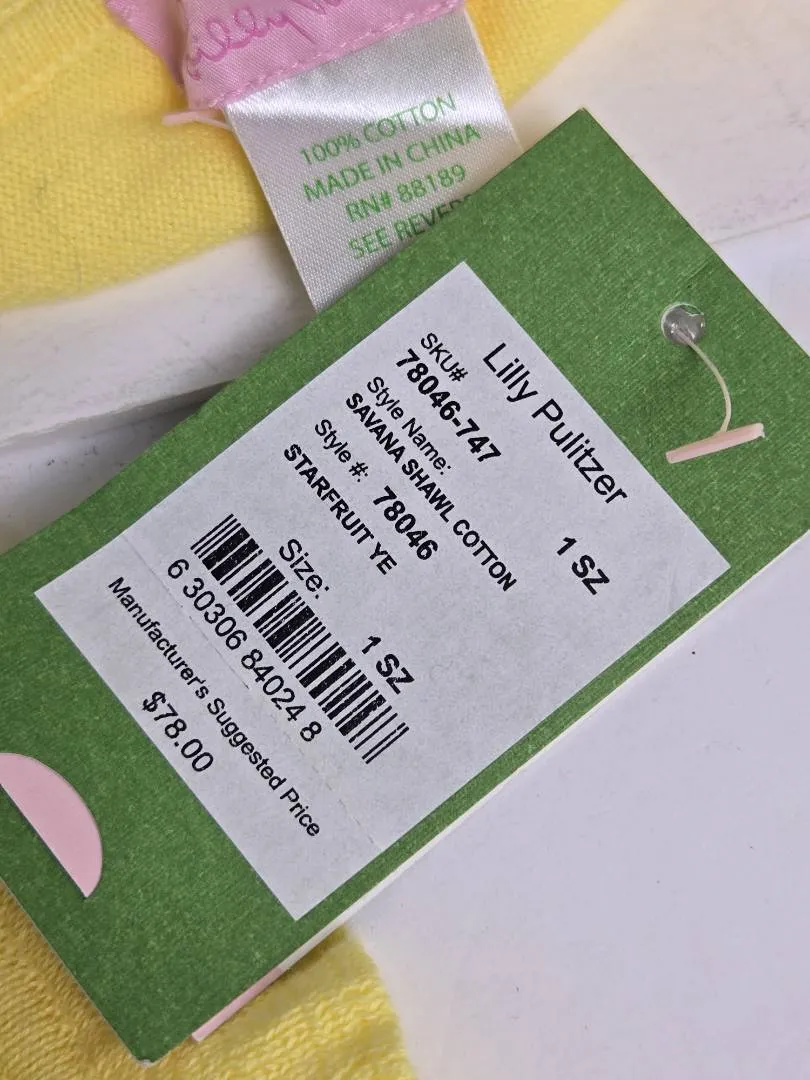 100% COTTON
MADE IN CHINA
RN# 88189
SEE
Lilly Pulitzer
SKU#
78046-747 1 SZ
Style Name:
SAVANA SHAWL COTTON
Style #: 78046
STARFRUIT YE
Size: 1 SZ
6 30306 84024 8
Manufacturer's Suggested Price
$78.00